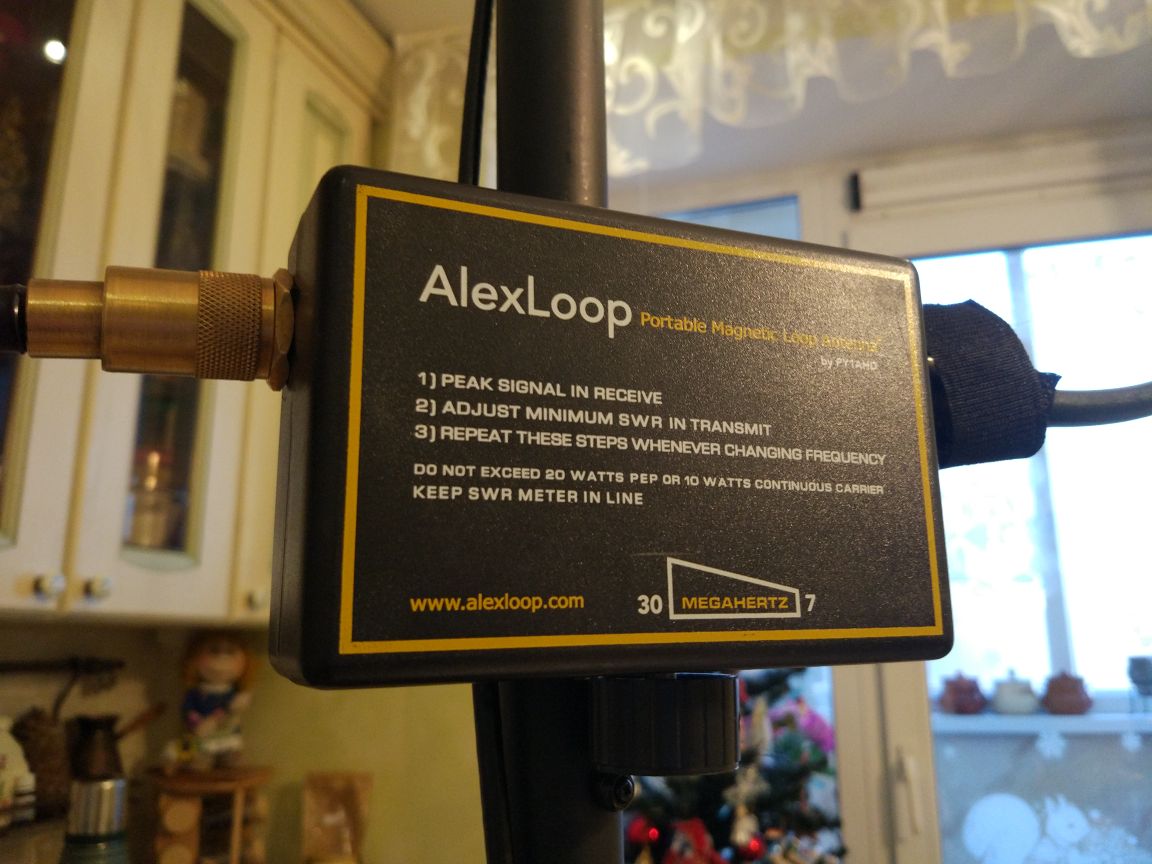 AlexLoop Portable Magnetic Loop Antenna
by PY1AHD
1) PEAK SIGNAL IN RECEIVE
2) ADJUST MINIMUM SWR IN TRANSMIT
3) REPEAT THESE STEPS WHENEVER CHANGING FREQUENCY
DO NOT EXCEED 20 WATTS PEP OR 10 WATTS CONTINUOUS CARRIER
KEEP SWR METER IN LINE
www.alexloop.com 30 MEGAHERTZ 7